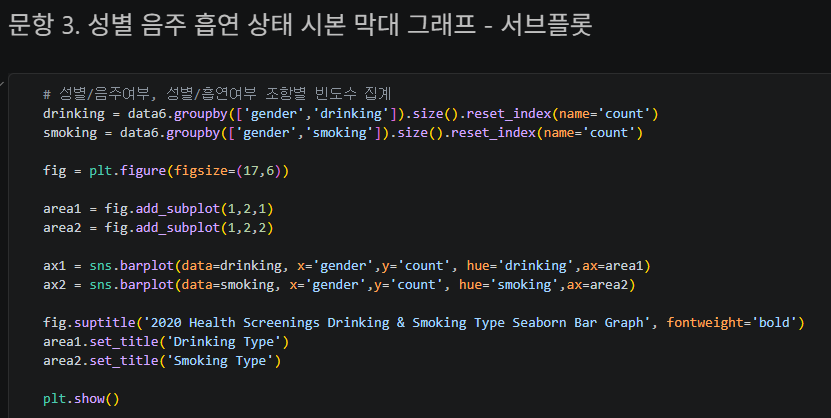 문항 3. 성별 음주 흡연 상태 시본 막대 그래프 - 서브플롯
# 성별/음주여부, 성별/흡연여부 조합별 빈도수 집계
drinking = data6.groupby(['gender','drinking']).size().reset_index(name='count')
smoking = data6.groupby(['gender','smoking']).size().reset_index(name='count')
fig = plt.figure(figsize=(17,6))
area1 = fig.add_subplot(1,2,1)
area2 = fig.add_subplot(1,2,2)
ax1 = sns.barplot(data=drinking, x='gender',y='count', hue='drinking',ax=area1)
ax2 = sns.barplot(data=smoking, x='gender',y='count', hue='smoking',ax=area2)
fig.suptitle('2020 Health Screenings Drinking & Smoking Type Seaborn Bar Graph', fontweight='bold')
area1.set_title('Drinking Type')
area2.set_title('Smoking Type')
plt.show()